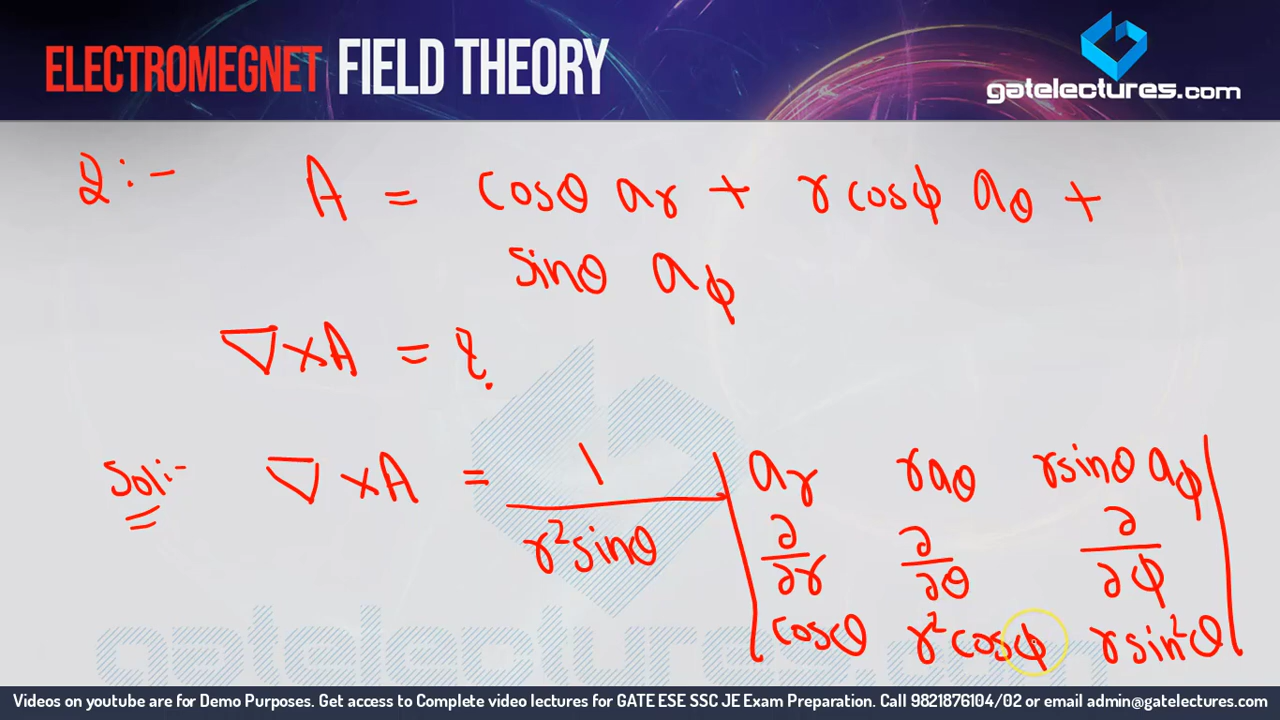 ELECTROMEGNET FIELD THEORY
gatelectures.com
Q:- A = cosθ ar + r cosϕ aθ +
sinθ aϕ
∇×A = ?
Sol:- ∇×A = 1 / r²sinθ | ar raθ rsinθ aϕ |
| ∂/∂r ∂/∂θ ∂/∂ϕ |
| cosθ r²cosϕ rsin²θ |
gatelectures.com
Videos on youtube are for Demo Purposes. Get access to Complete video lectures for GATE ESE SSC JE Exam Preparation. Call 9821876104/02 or email admin@gatelectures.com